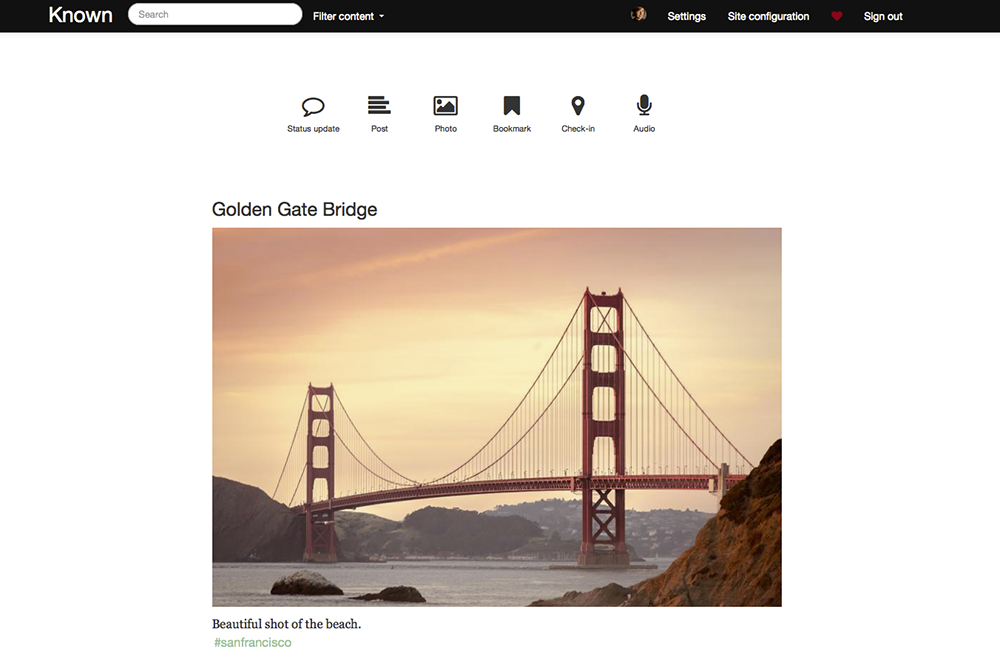 Known Search Filter content Settings Site configuration Sign out
Status update Post Photo Bookmark Check-in Audio
Golden Gate Bridge
Beautiful shot of the beach.
#sanfrancisco